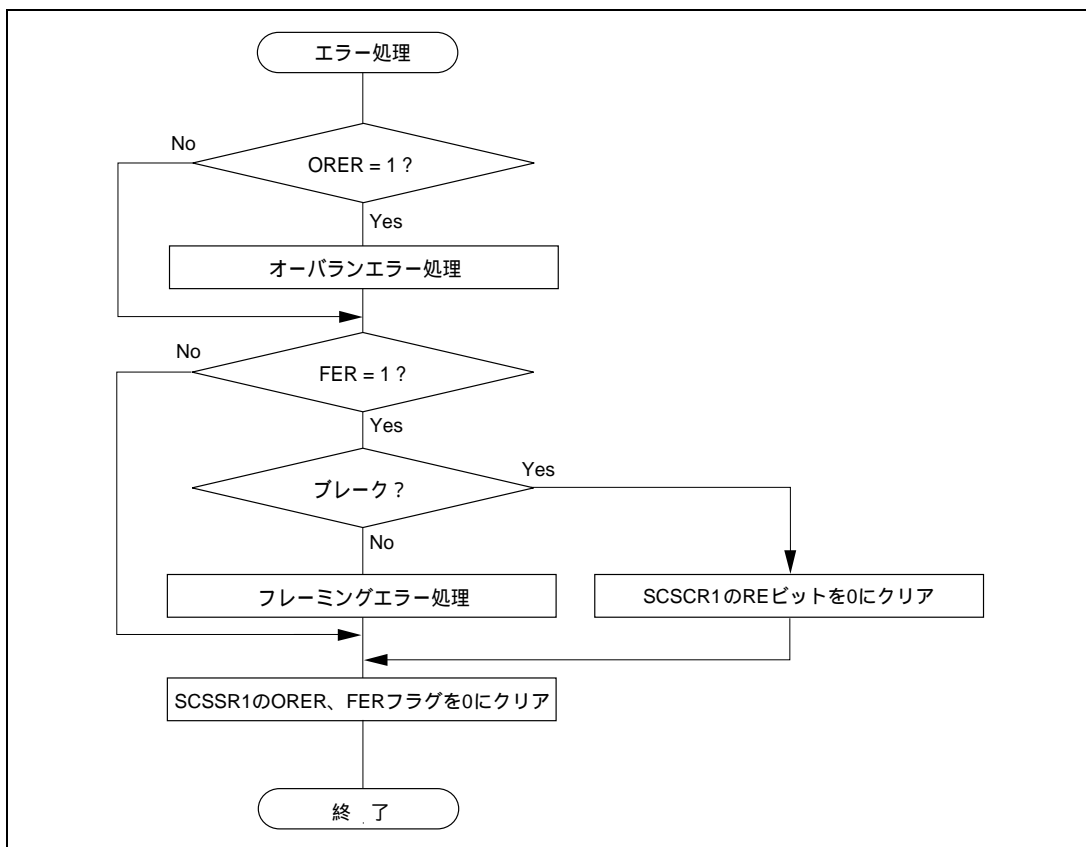 エラー処理
No
ORER = 1 ?
Yes
オーバランエラー処理
No
FER = 1 ?
Yes
ブレーク ?
Yes
No
フレーミングエラー処理
SCSCR1のREビットを0にクリア
SCSSR1のORER、FERフラグを0にクリア
終 了